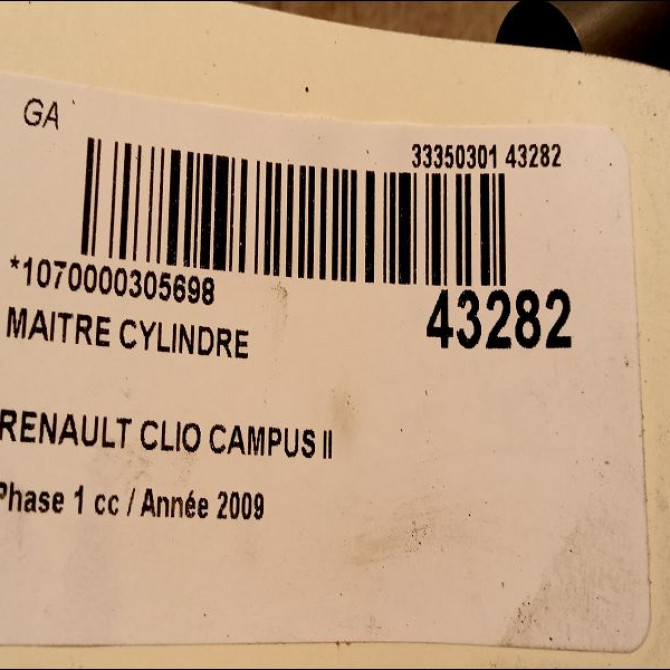 GA
33350301 43282
*1070000305698
43282
MAITRE CYLINDRE
RENAULT CLIO CAMPUS II
Phase 1 cc / Année 2009